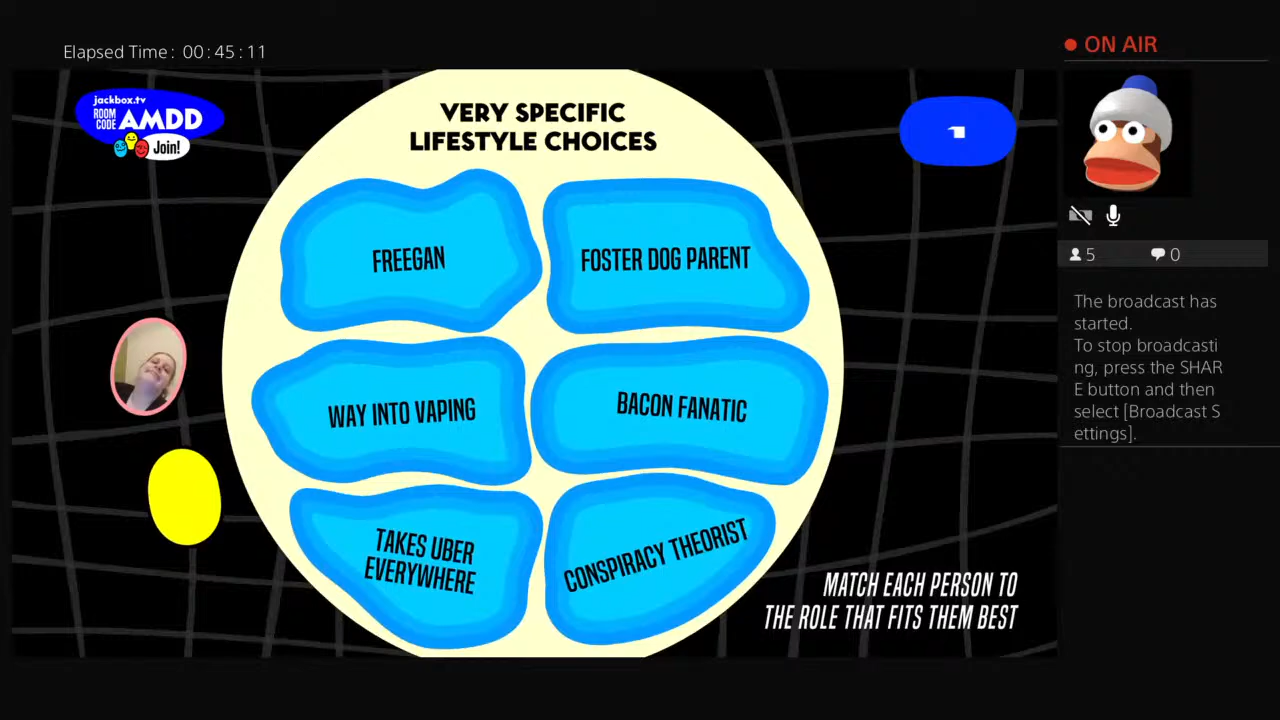 Elapsed Time: 00:45:11
ON AIR
jackbox.tv
ROOM CODE AMDD
Join!
VERY SPECIFIC
LIFESTYLE CHOICES
FREEGAN
FOSTER DOG PARENT
WAY INTO VAPING
BACON FANATIC
TAKES UBER
EVERYWHERE
CONSPIRACY THEORIST
MATCH EACH PERSON TO
THE ROLE THAT FITS THEM BEST
5
0
The broadcast has
started.
To stop broadcasti
ng, press the SHAR
E button and then
select [Broadcast S
ettings].